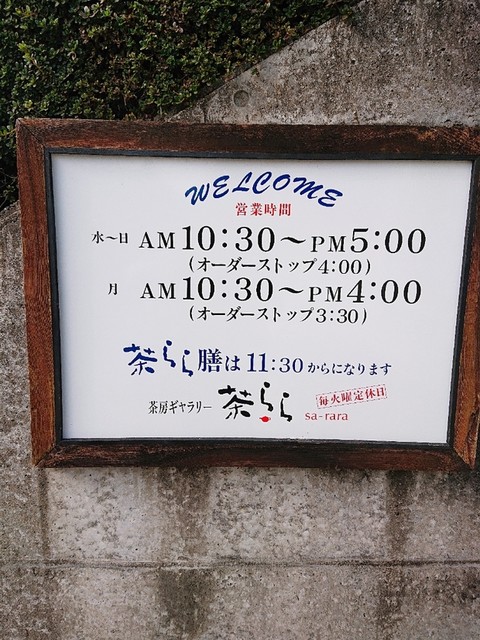 WELCOME
営業時間
水～日 AM10:30～PM5:00
(オーダーストップ4:00)
月 AM10:30～PM4:00
(オーダーストップ3:30)
茶らら膳は11:30からになります
茶房ギャラリー 茶らら sa-rara 毎火曜定休日